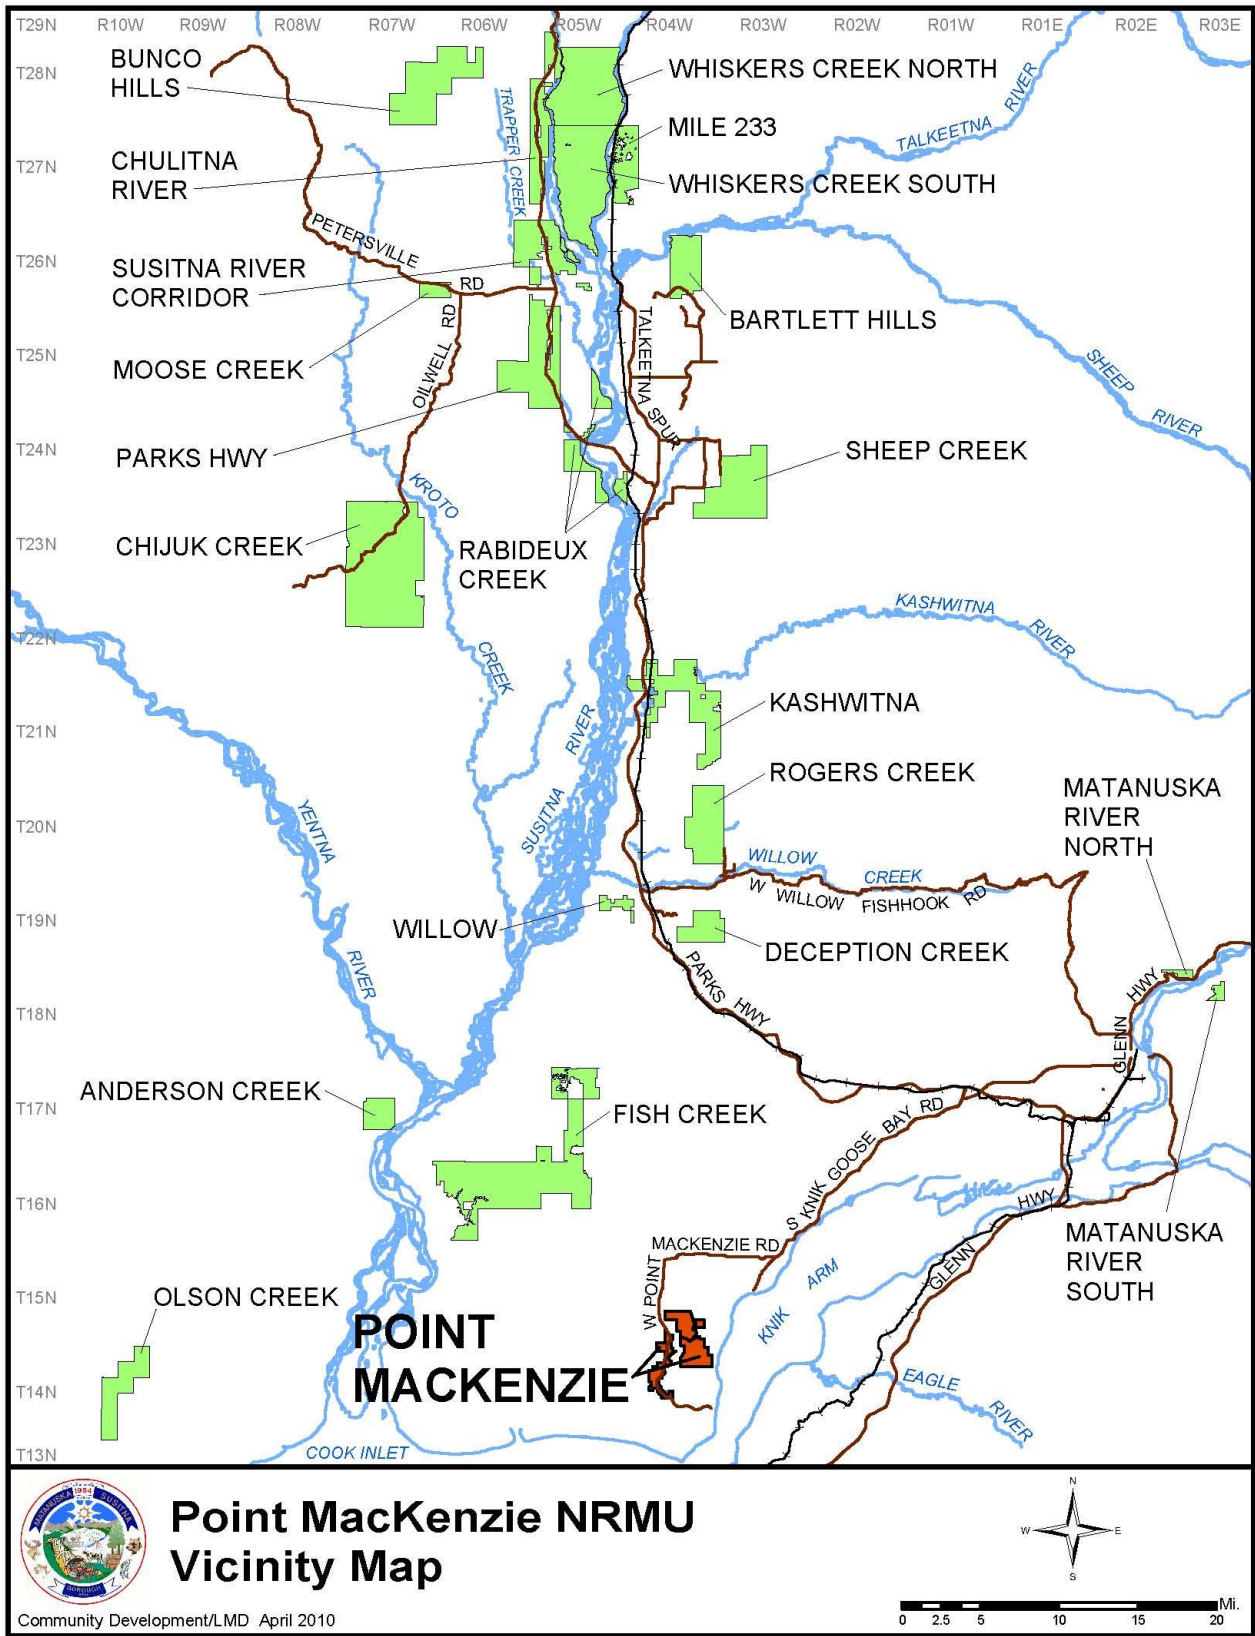 T29N R10W R09W R08W R07W R06W R05W R04W R03W R02W R01W R01E R02E R03E
T28N
T27N
T26N
T25N
T24N
T23N
T22N
T21N
T20N
T19N
T18N
T17N
T16N
T15N
T14N
T13N
BUNCO
HILLS
WHISKERS CREEK NORTH
MILE 233
CHULITNA
RIVER
WHISKERS CREEK SOUTH
TRAPPER CREEK
TALKEETNA RIVER
PETERSVILLE RD
SUSITNA RIVER
CORRIDOR
BARTLETT HILLS
MOOSE CREEK
OILWELL RD
TALKEETNA SPUR
SHEEP RIVER
PARKS HWY
SHEEP CREEK
KROTO CREEK
CHIJUK CREEK
RABIDEUX
CREEK
KASHWITNA RIVER
KASHWITNA
SUSITNA RIVER
ROGERS CREEK
MATANUSKA
RIVER
NORTH
YENTNA RIVER
WILLOW CREEK
W WILLOW FISHHOOK RD
WILLOW
DECEPTION CREEK
PARKS HWY
GLENN HWY
ANDERSON CREEK
FISH CREEK
S KNIK GOOSE BAY RD
GLENN HWY
MACKENZIE RD
W POINT
MATANUSKA
RIVER
SOUTH
KNIK ARM
OLSON CREEK
POINT
MACKENZIE
EAGLE RIVER
COOK INLET
MATANUSKA 1964 SUSITNA
BOROUGH
Point MacKenzie NRMU
Vicinity Map
N
W E
S
Community Development/LMD April 2010
0 2.5 5 10 15 20 Mi.